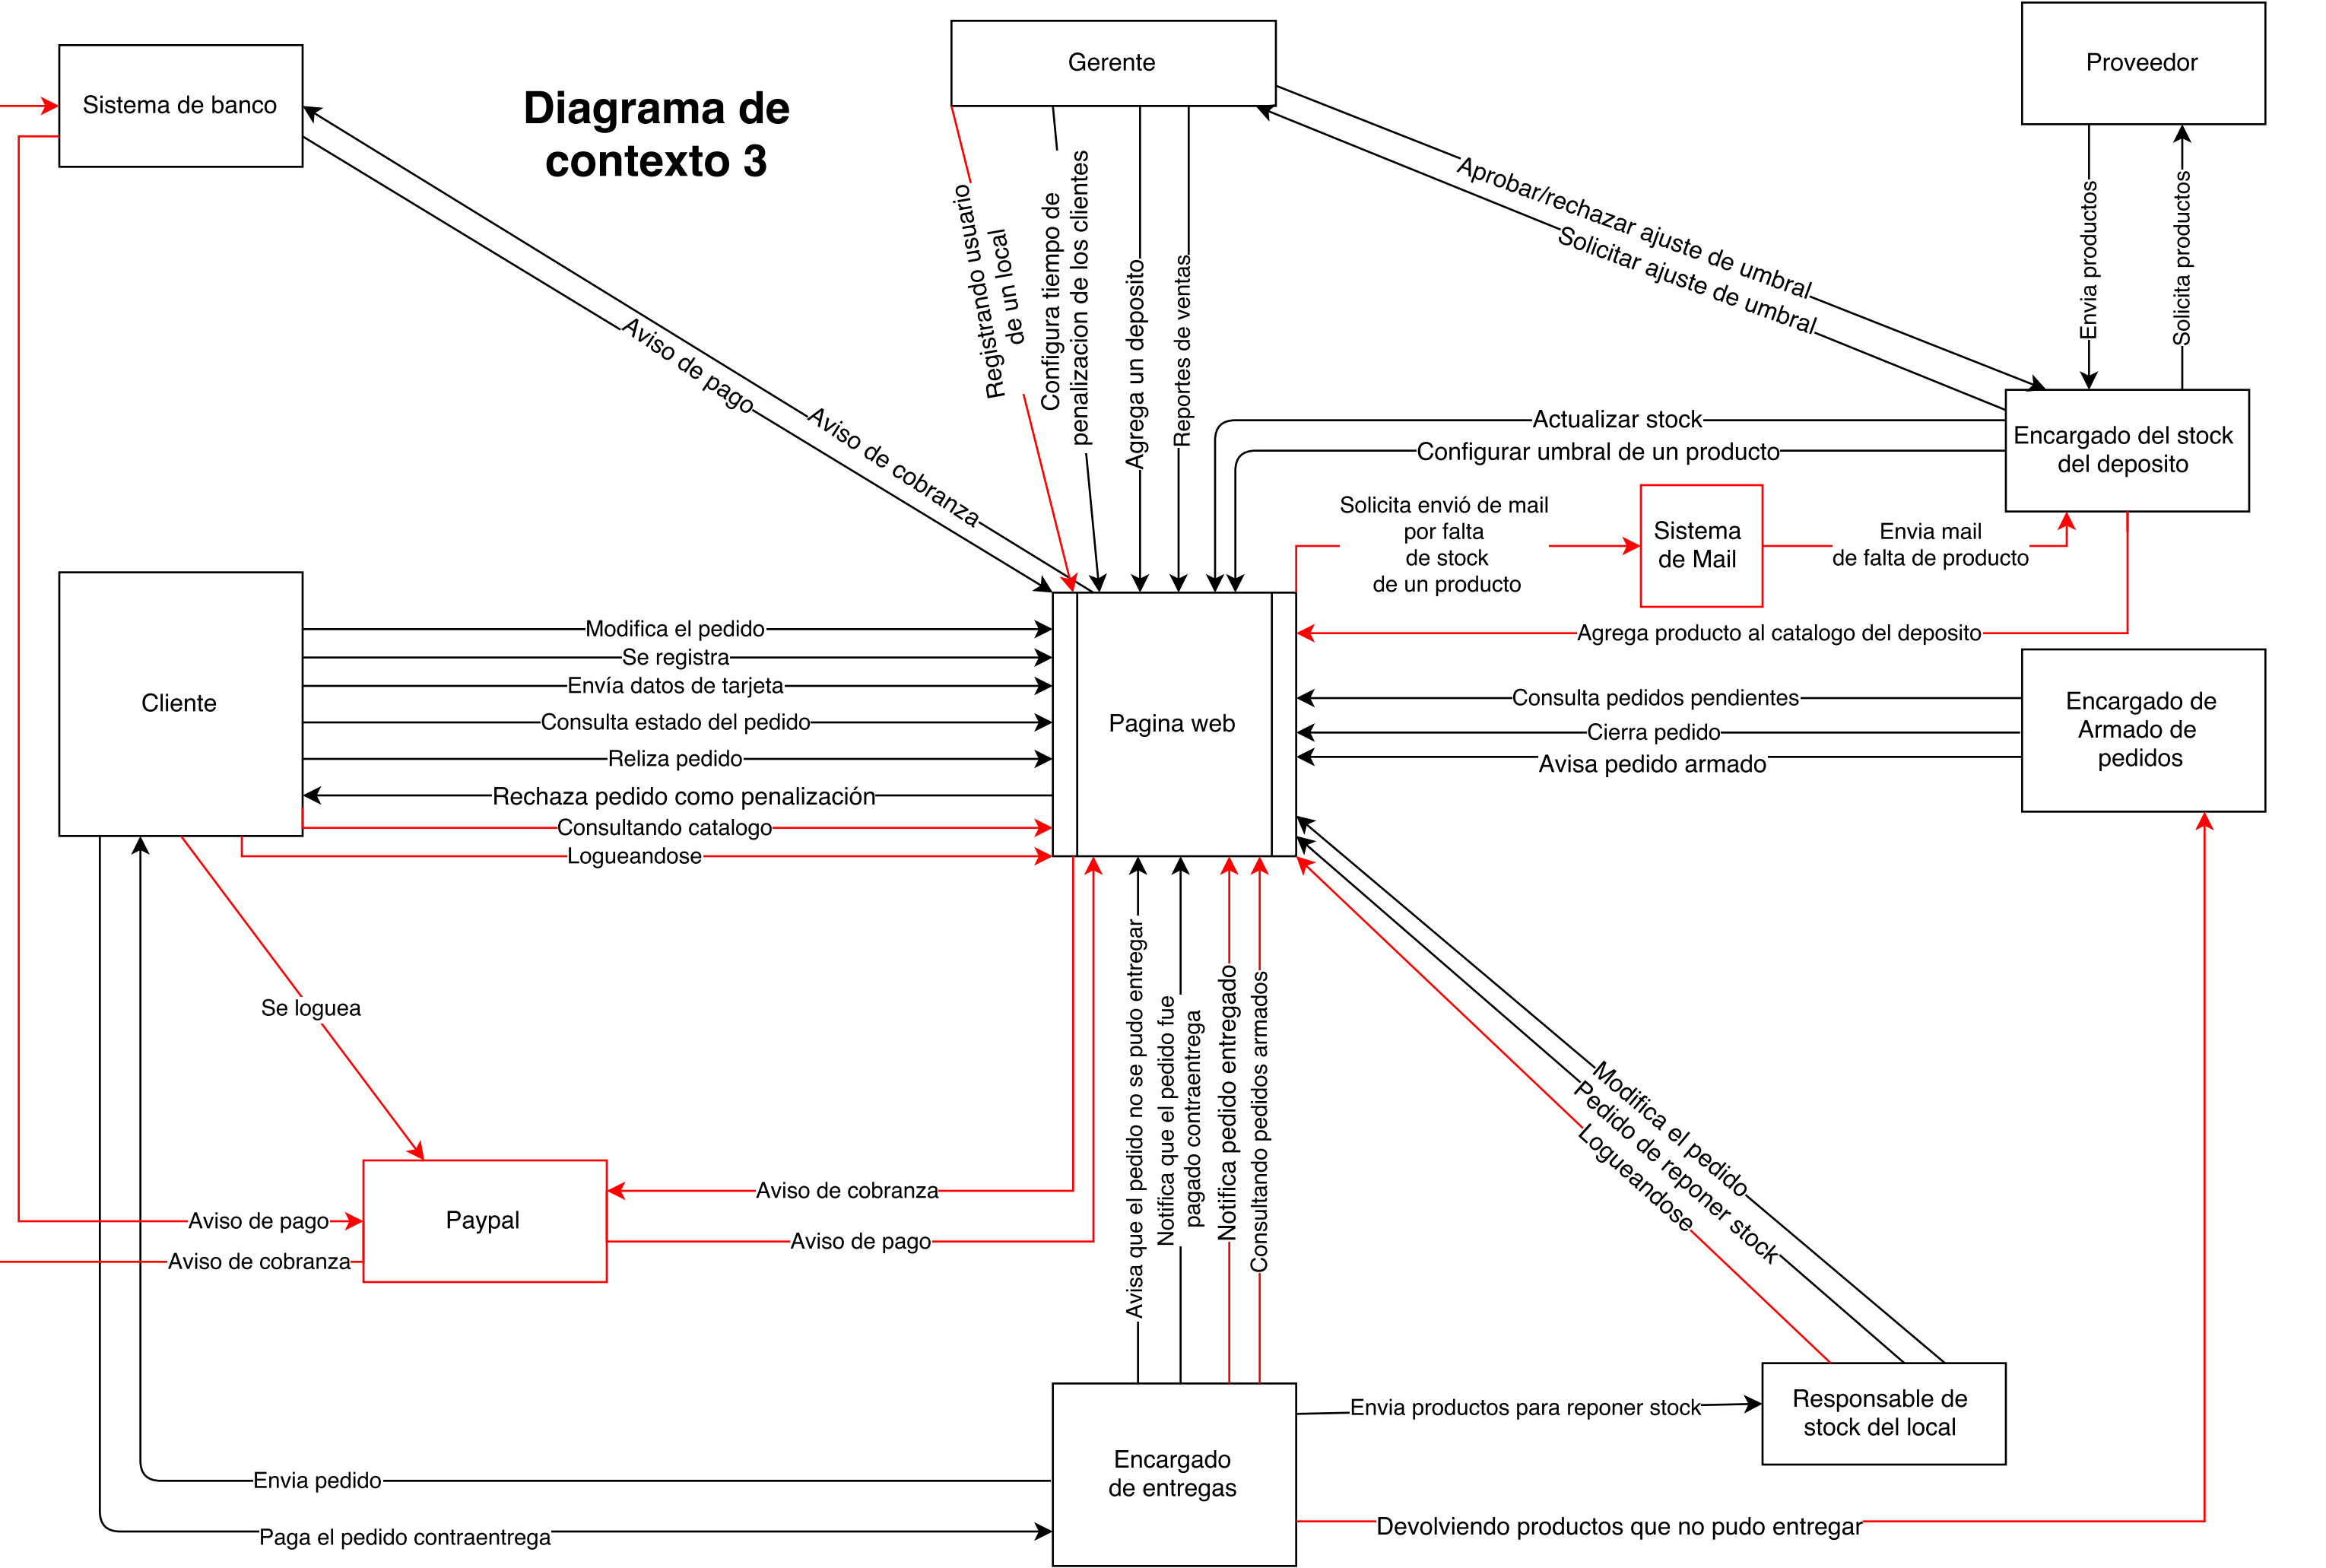 Diagrama de
contexto 3
Sistema de banco
Gerente
Proveedor
Aviso de pago
Aviso de cobranza
Registrando usuario
de un local
Configura tiempo de
penalizacion de los clientes
Agrega un deposito
Reportes de ventas
Aprobar/rechazar ajuste de umbral
Solicitar ajuste de umbral
Envia productos
Solicita productos
Actualizar stock
Configurar umbral de un producto
Encargado del stock
del deposito
Solicita envió de mail
por falta
de stock
de un producto
Sistema
de Mail
Envia mail
de falta de producto
Agrega producto al catalogo del deposito
Cliente
Modifica el pedido
Se registra
Envía datos de tarjeta
Consulta estado del pedido
Reliza pedido
Rechaza pedido como penalización
Consultando catalogo
Logueandose
Pagina web
Consulta pedidos pendientes
Cierra pedido
Avisa pedido armado
Encargado de
Armado de
pedidos
Se loguea
Paypal
Aviso de cobranza
Aviso de pago
Aviso de pago
Aviso de cobranza
Avisa que el pedido no se pudo entregar
Notifica que el pedido fue
pagado contraentrega
Notifica pedido entregado
Consultando pedidos armados
Modifica el pedido
Pedido de reponer stock
Logueandose
Encargado
de entregas
Envia productos para reponer stock
Responsable de
stock del local
Envia pedido
Paga el pedido contraentrega
Devolviendo productos que no pudo entregar